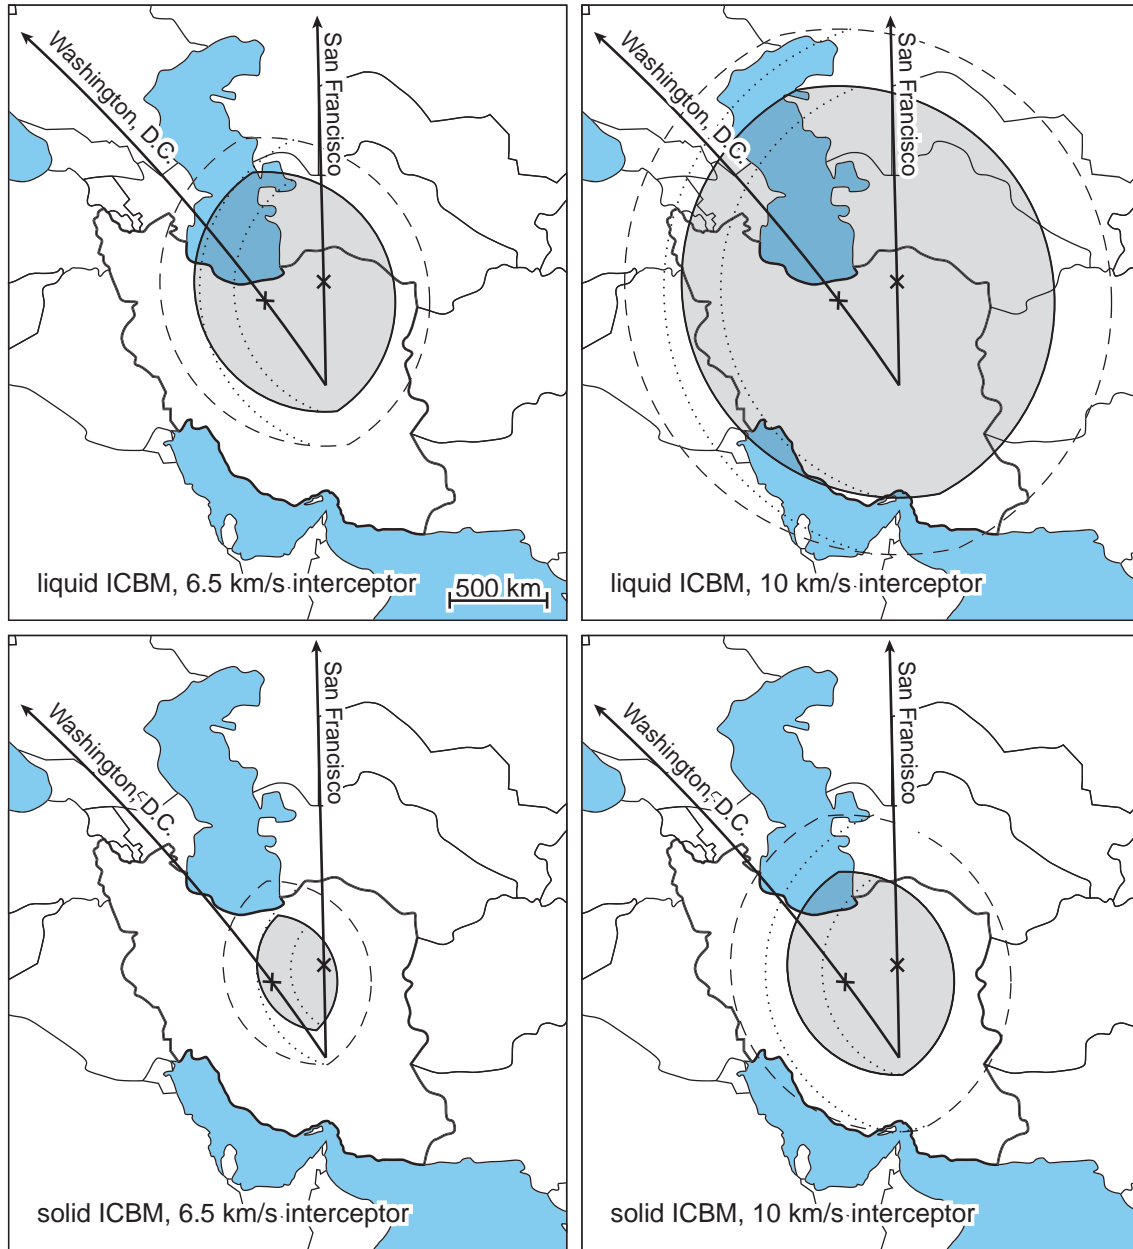 Washington, D.C.
San Francisco
liquid ICBM, 6.5 km/s interceptor
500 km
Washington, D.C.
San Francisco
liquid ICBM, 10 km/s interceptor
Washington, D.C.
San Francisco
solid ICBM, 6.5 km/s interceptor
Washington, D.C.
San Francisco
solid ICBM, 10 km/s interceptor